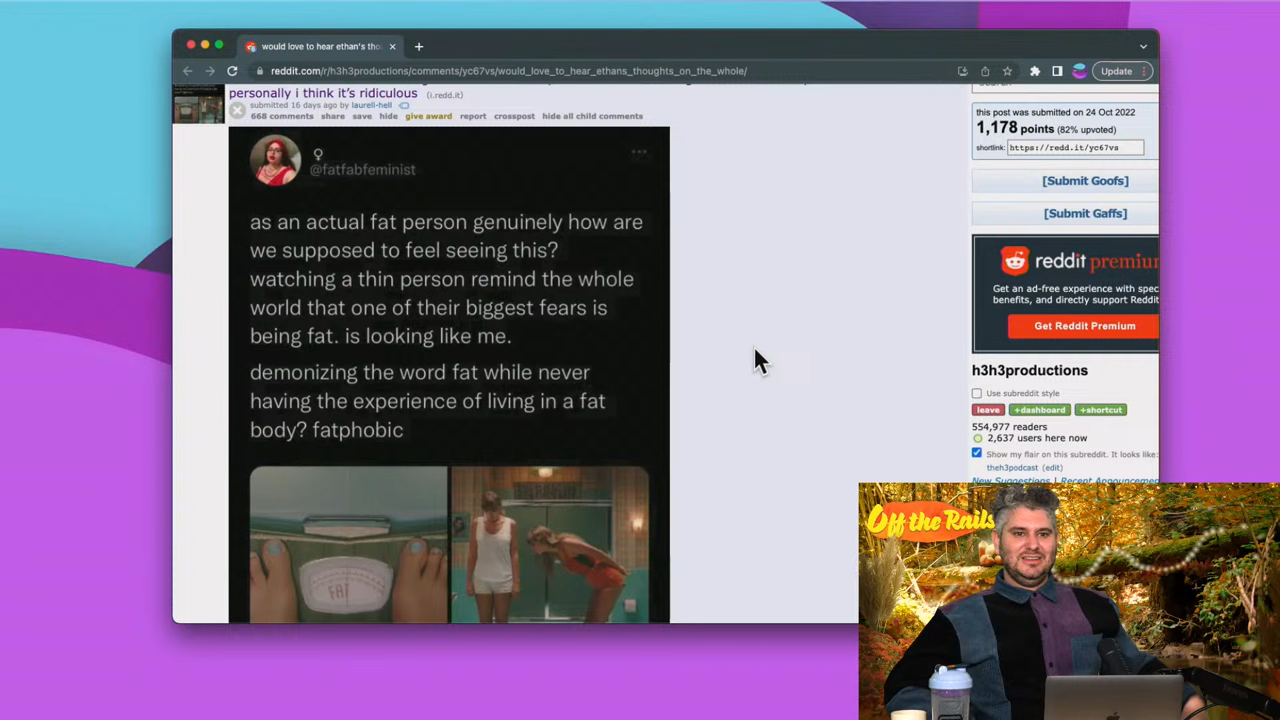 would love to hear ethan's tho
reddit.com/r/h3h3productions/comments/yc67vs/would_love_to_hear_ethans_thoughts_on_the_whole/
Update
personally i think it's ridiculous (i.redd.it)
submitted 16 days ago by laurell-hell
668 comments share save hide give award report crosspost hide all child comments
@fatfabfeminist
as an actual fat person genuinely how are
we supposed to feel seeing this?
watching a thin person remind the whole
world that one of their biggest fears is
being fat. is looking like me.
demonizing the word fat while never
having the experience of living in a fat
body? fatphobic
FAT
this post was submitted on 24 Oct 2022
1,178 points (82% upvoted)
shortlink: https://redd.it/yc67vs
[Submit Goofs]
[Submit Gaffs]
reddit premium
Get an ad-free experience with spec
benefits, and directly support Reddit
Get Reddit Premium
h3h3productions
Use subreddit style
leave +dashboard +shortcut
554,977 readers
2,637 users here now
Show my flair on this subreddit. It looks like:
theh3podcast (edit)
New Suggestions | Recent Announcemen
Off the Rails